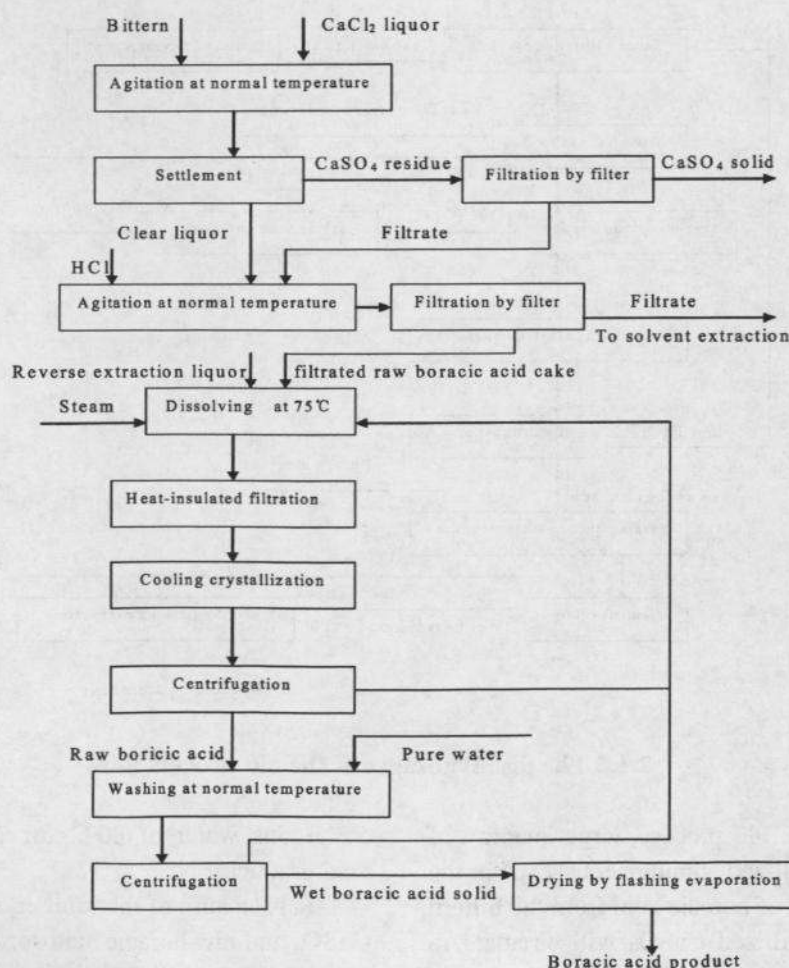 Bittern
CaCl₂ liquor
Agitation at normal temperature
Settlement
CaSO₄ residue
Filtration by filter
CaSO₄ solid
Clear liquor
Filtrate
HCl
Agitation at normal temperature
Filtration by filter
Filtrate
To solvent extraction
Reverse extraction liquor
filtrated raw boracic acid cake
Steam
Dissolving at 75℃
Heat-insulated filtration
Cooling crystallization
Centrifugation
Raw boricic acid
Pure water
Washing at normal temperature
Centrifugation
Wet boracic acid solid
Drying by flashing evaporation
Boracic acid product